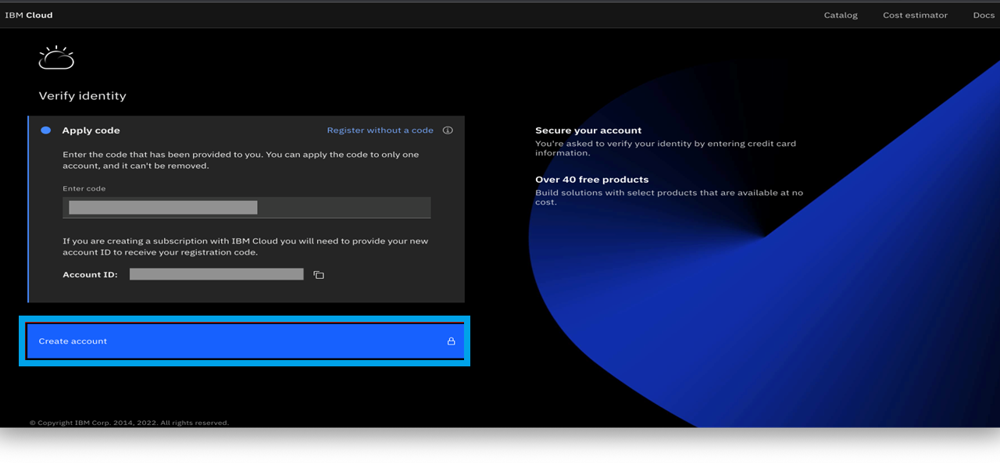 IBM Cloud
Catalog
Cost estimator
Docs
Verify identity
Apply code
Register without a code
Enter the code that has been provided to you. You can apply the code to only one
account, and it can't be removed.
Enter code
If you are creating a subscription with IBM Cloud you will need to provide your new
account ID to receive your registration code.
Account ID:
Create account
Secure your account
You're asked to verify your identity by entering credit card
information.
Over 40 free products
Build solutions with select products that are available at no
cost.
© Copyright IBM Corp. 2014, 2022. All rights reserved.